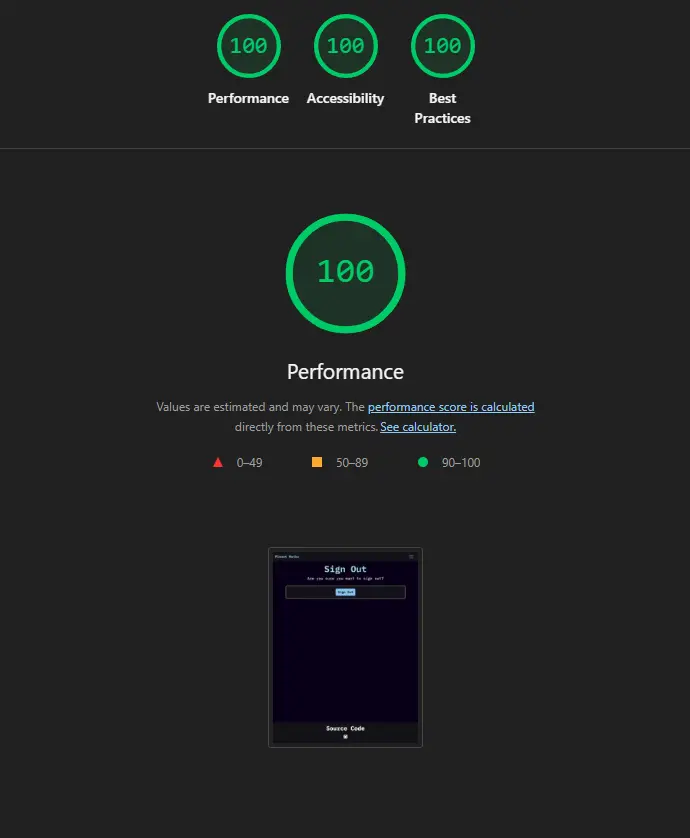 100 100 100
Performance Accessibility Best
Practices
100
Performance
Values are estimated and may vary. The performance score is calculated
directly from these metrics. See calculator.
0–49 50–89 90–100
Sign Out
Are you sure you want to sign out?
Sign Out
Source Code